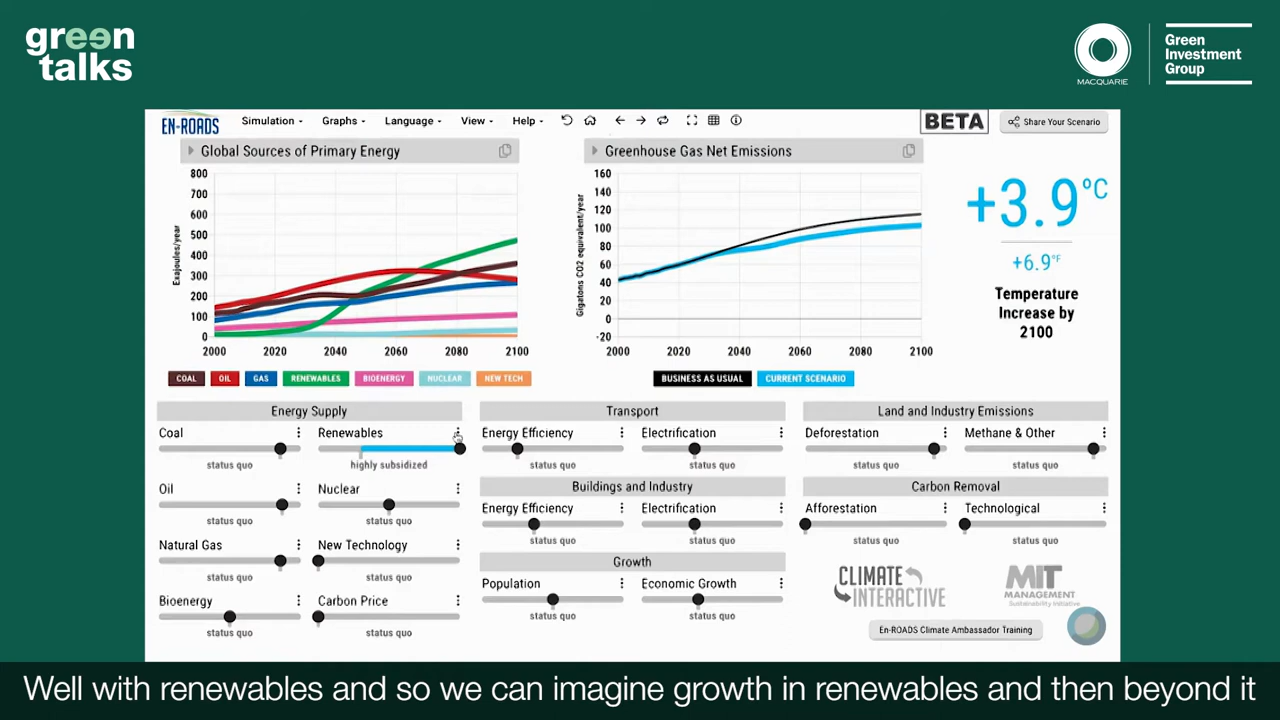 green
talks
MACQUARIE
Green
Investment
Group
EN-ROADS
Simulation
Graphs
Language
View
Help
BETA
Share Your Scenario
Global Sources of Primary Energy
Greenhouse Gas Net Emissions
800
700
600
500
400
300
200
100
0
Exajoules/year
2000 2020 2040 2060 2080 2100
160
140
120
100
80
60
40
20
0
-20
Gigatons CO2 equivalent/year
2000 2020 2040 2060 2080 2100
+3.9ºC
+6.9°F
Temperature
Increase by
2100
COAL OIL GAS RENEWABLES BIOENERGY NUCLEAR NEW TECH
BUSINESS AS USUAL CURRENT SCENARIO
Energy Supply
Coal
status quo
Renewables
highly subsidized
Oil
status quo
Nuclear
status quo
Natural Gas
status quo
New Technology
status quo
Bioenergy
status quo
Carbon Price
status quo
Transport
Energy Efficiency
status quo
Electrification
status quo
Buildings and Industry
Energy Efficiency
status quo
Electrification
status quo
Growth
Population
status quo
Economic Growth
status quo
Land and Industry Emissions
Deforestation
status quo
Methane & Other
status quo
Carbon Removal
Afforestation
status quo
Technological
status quo
CLIMATE
INTERACTIVE
MIT
MANAGEMENT
Sustainability Initiative
En-ROADS Climate Ambassador Training
Well with renewables and so we can imagine growth in renewables and then beyond it